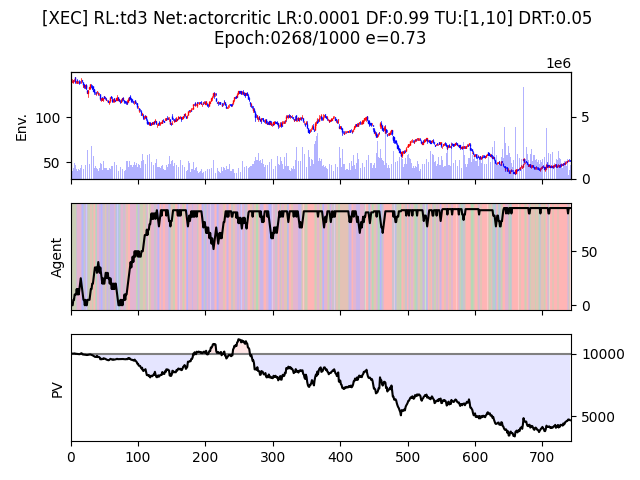 [XEC] RL:td3 Net:actorcritic LR:0.0001 DF:0.99 TU:[1,10] DRT:0.05
Epoch:0268/1000 e=0.73
1e6
Env.
100
50
5
0
Agent
50
0
PV
10000
5000
0 100 200 300 400 500 600 700